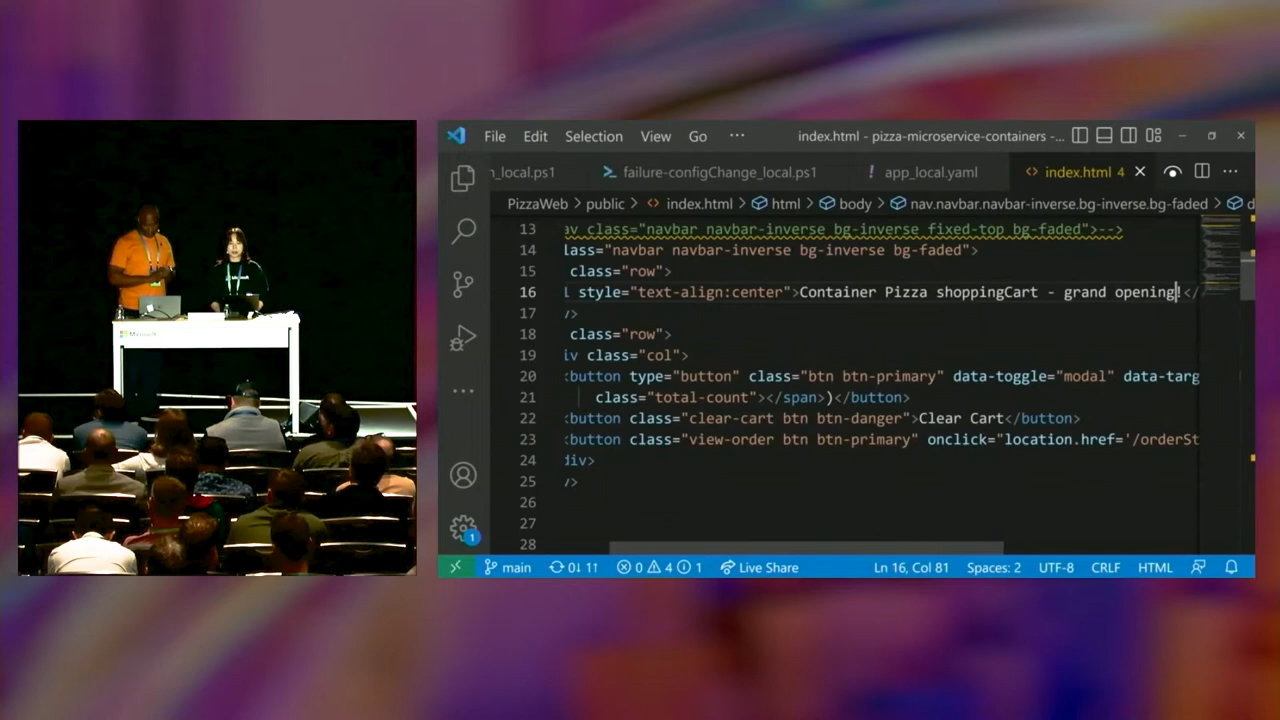 File Edit Selection View Go ··· index.html - pizza-microservice-containers -...
n_local.ps1 failure-configChange_local.ps1 ! app_local.yaml <> index.html 4
PizzaWeb > public > index.html > html > body > nav.navbar.navbar-inverse.bg-inverse.bg-faded > d
13 av class="navbar navbar-inverse bg-inverse fixed-top bg-faded">-->
14 lass="navbar navbar-inverse bg-inverse bg-faded">
15 class="row">
16 l style="text-align:center">Container Pizza shoppingCart - grand opening!</
17 />
18 class="row">
19 iv class="col">
20 :button type="button" class="btn btn-primary" data-toggle="modal" data-targ
21 class="total-count"></span>)</button>
22 :button class="clear-cart btn btn-danger">Clear Cart</button>
23 :button class="view-order btn btn-primary" onclick="location.href='/orderSt
24 div>
25 />
26
27
28
1
main 0↓ 1↑ 0 4 1 Live Share Ln 16, Col 81 Spaces: 2 UTF-8 CRLF HTML
Microsoft